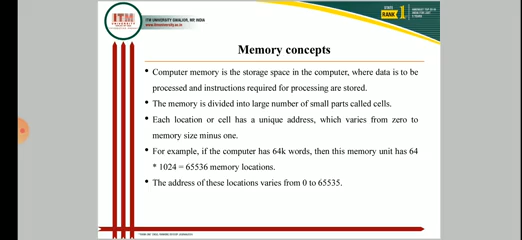 ITM
UNIVERSITY
ITM UNIVERSITY GWALIOR, MP, INDIA
www.itmuniversity.ac.in
STATE
RANK 1
Memory concepts
• Computer memory is the storage space in the computer, where data is to be
processed and instructions required for processing are stored.
• The memory is divided into large number of small parts called cells.
• Each location or cell has a unique address, which varies from zero to
memory size minus one.
• For example, if the computer has 64k words, then this memory unit has 64
* 1024 = 65536 memory locations.
• The address of these locations varies from 0 to 65535.